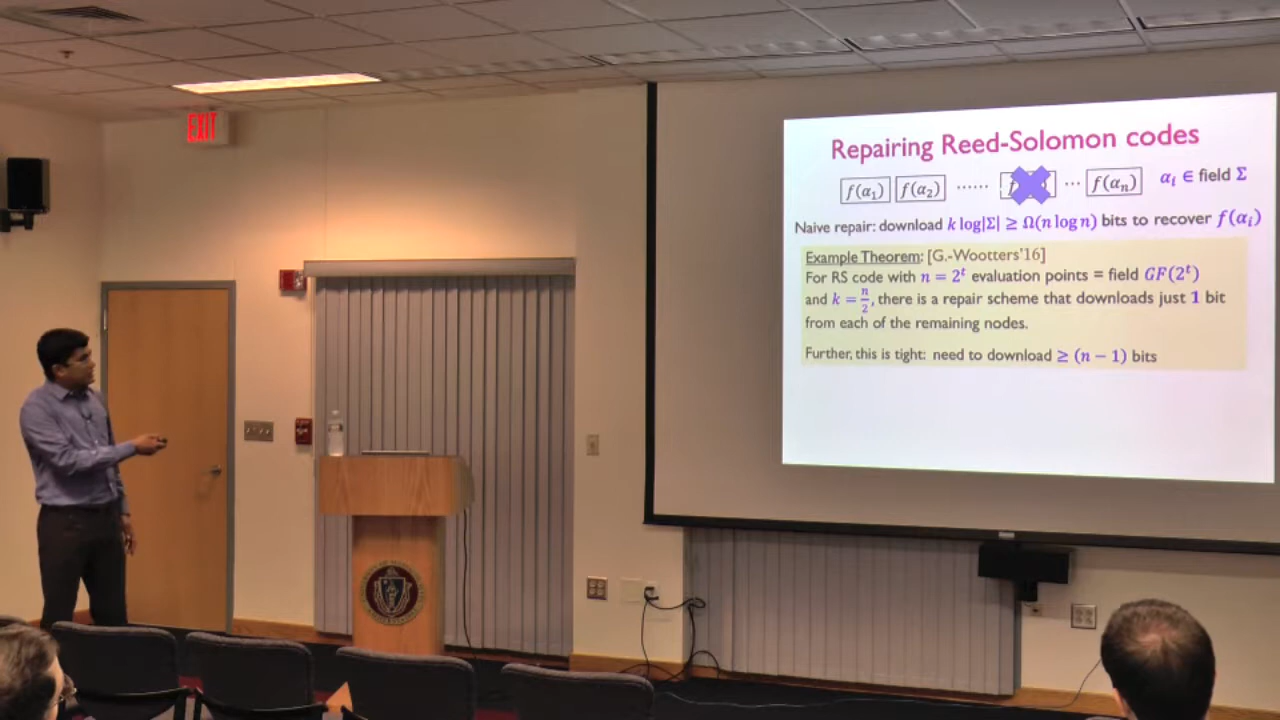 EXIT
Repairing Reed-Solomon codes
f(α₁) f(α₂) ...... ... f(αₙ) αᵢ ∈ field Σ
Naive repair: download k log|Σ| ≥ Ω(n log n) bits to recover f(αᵢ)
Example Theorem: [G.-Wootters'16]
For RS code with n = 2ᵗ evaluation points = field GF(2ᵗ)
and k = n/2, there is a repair scheme that downloads just 1 bit
from each of the remaining nodes.
Further, this is tight: need to download ≥ (n − 1) bits